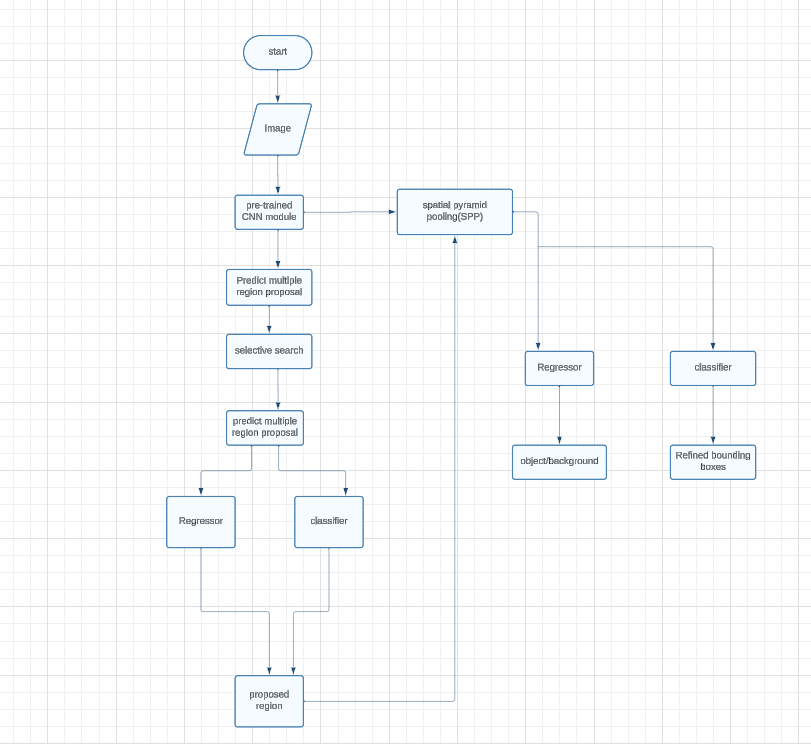 start
Image
pre-trained
CNN module
spatial pyramid
pooling(SPP)
Predict multiple
region proposal
selective search
predict multiple
region proposal
Regressor
classifier
object/background
Refined bounding
boxes
Regressor
classifier
proposed
region